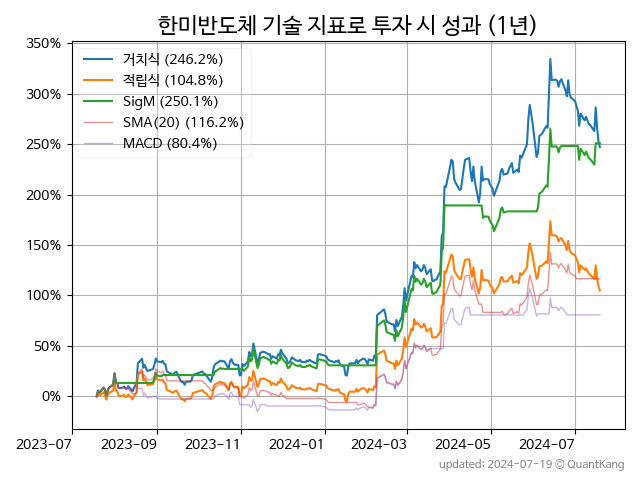 한미반도체 기술 지표로 투자 시 성과 (1년)
350%
300%
250%
200%
150%
100%
50%
0%
거치식 (246.2%)
적립식 (104.8%)
SigM (250.1%)
SMA(20) (116.2%)
MACD (80.4%)
2023-07 2023-09 2023-11 2024-01 2024-03 2024-05 2024-07
updated: 2024-07-19 @ QuantKang